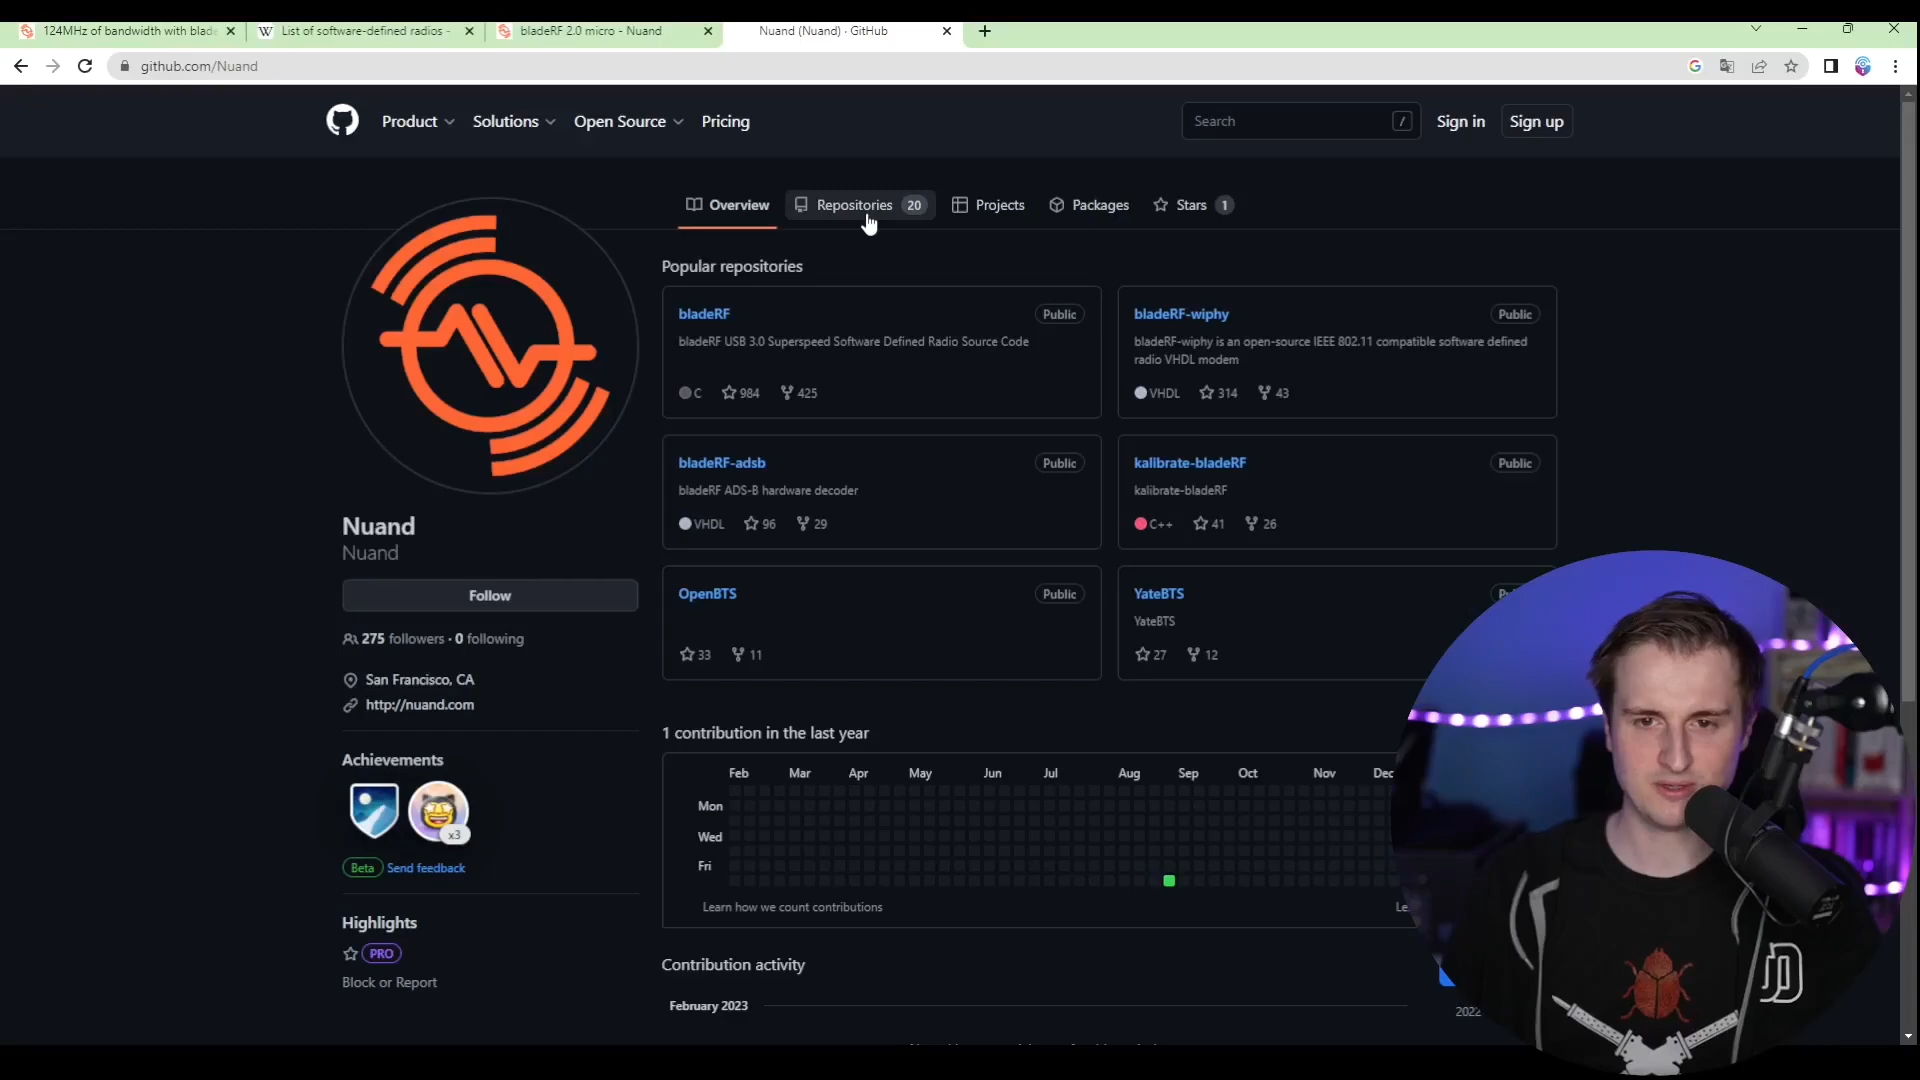 124MHz of bandwidth with blade
List of software-defined radios -
bladeRF 2.0 micro - Nuand
Nuand (Nuand) · GitHub
github.com/Nuand
Product
Solutions
Open Source
Pricing
Search
/
Sign in
Sign up
Overview
Repositories 20
Projects
Packages
Stars 1
Popular repositories
bladeRF
Public
bladeRF USB 3.0 Superspeed Software Defined Radio Source Code
C
984
425
bladeRF-wiphy
Public
bladeRF-wiphy is an open-source IEEE 802.11 compatible software defined
radio VHDL modem
VHDL
314
43
bladeRF-adsb
Public
bladeRF ADS-B hardware decoder
VHDL
96
29
kalibrate-bladeRF
Public
kalibrate-bladeRF
C++
41
26
OpenBTS
Public
33
11
YateBTS
YateBTS
27
12
Nuand
Nuand
Follow
275 followers · 0 following
San Francisco, CA
http://nuand.com
Achievements
x3
Beta Send feedback
Highlights
PRO
Block or Report
1 contribution in the last year
Feb Mar Apr May Jun Jul Aug Sep Oct Nov Dec
Mon
Wed
Fri
Learn how we count contributions
Contribution activity
February 2023
2022